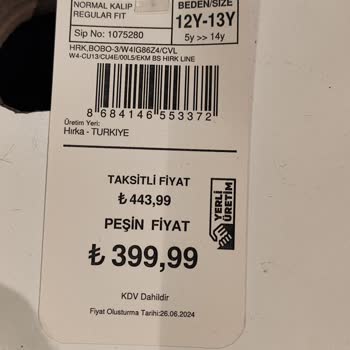 NORMAL KALIP
REGULAR FIT
BEDEN/SIZE
12Y-13Y
5y >> 14y
Sip No: 1075280
HRK,BOBO-3/W4IG86Z4/CVL
W4-CU13/CU4E/00L5/EKM BS HIRK LINE
8 684146 553372
Üretim Yeri:
Hırka - TURKIYE
TAKSİTLİ FİYAT
₺ 443,99
PEŞİN FİYAT
₺ 399,99
YERLİ
ÜRETİM
KDV Dahildir
Fiyat Olusturma Tarihi:26.06.2024